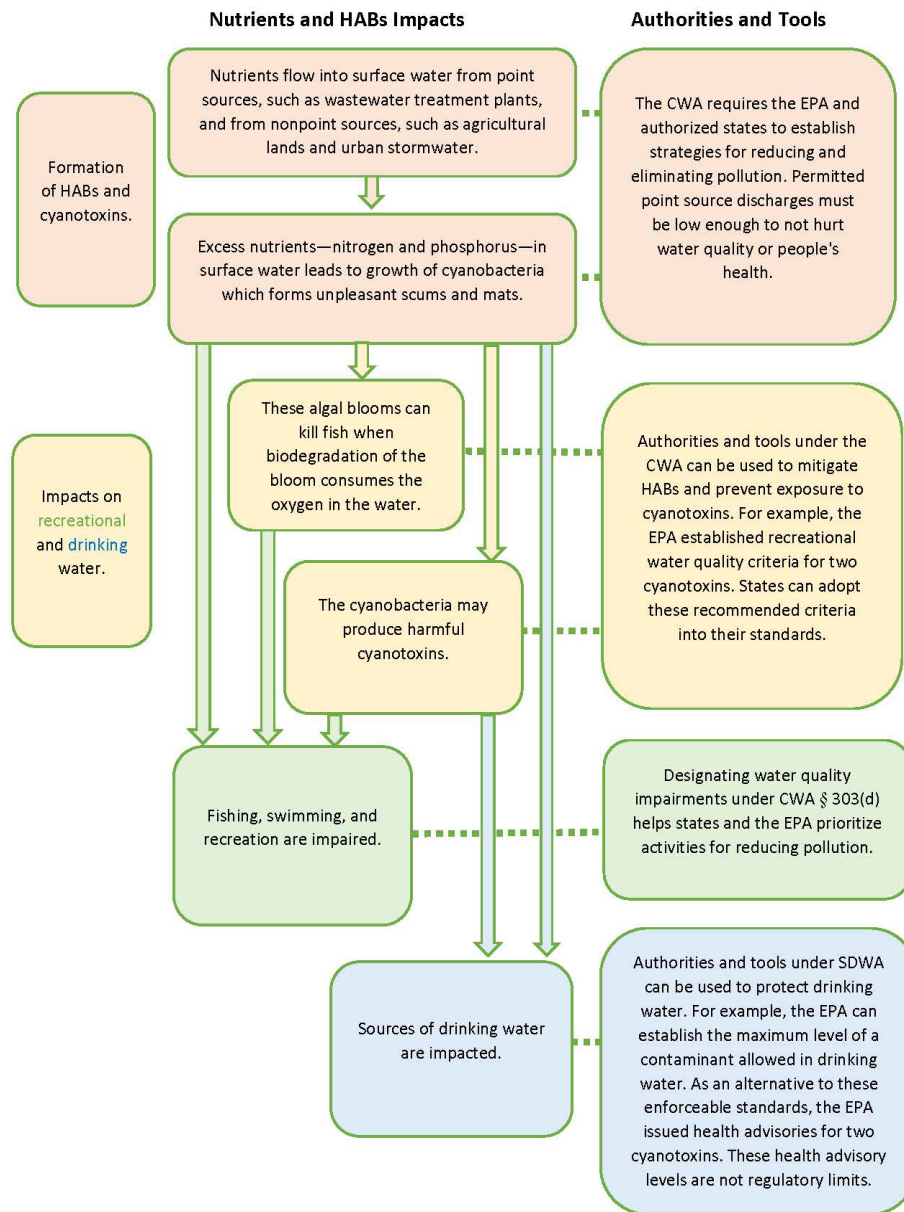 Nutrients and HABs Impacts
Authorities and Tools
Formation
of HABs and
cyanotoxins.
Nutrients flow into surface water from point
sources, such as wastewater treatment plants,
and from nonpoint sources, such as agricultural
lands and urban stormwater.
The CWA requires the EPA and
authorized states to establish
strategies for reducing and
eliminating pollution. Permitted
point source discharges must
be low enough to not hurt
water quality or people's
health.
Excess nutrients—nitrogen and phosphorus—in
surface water leads to growth of cyanobacteria
which forms unpleasant scums and mats.
Impacts on
recreational
and drinking
water.
These algal blooms can
kill fish when
biodegradation of the
bloom consumes the
oxygen in the water.
The cyanobacteria may
produce harmful
cyanotoxins.
Authorities and tools under the
CWA can be used to mitigate
HABs and prevent exposure to
cyanotoxins. For example, the
EPA established recreational
water quality criteria for two
cyanotoxins. States can adopt
these recommended criteria
into their standards.
Fishing, swimming, and
recreation are impaired.
Designating water quality
impairments under CWA § 303(d)
helps states and the EPA prioritize
activities for reducing pollution.
Sources of drinking water
are impacted.
Authorities and tools under SDWA
can be used to protect drinking
water. For example, the EPA can
establish the maximum level of a
contaminant allowed in drinking
water. As an alternative to these
enforceable standards, the EPA
issued health advisories for two
cyanotoxins. These health advisory
levels are not regulatory limits.